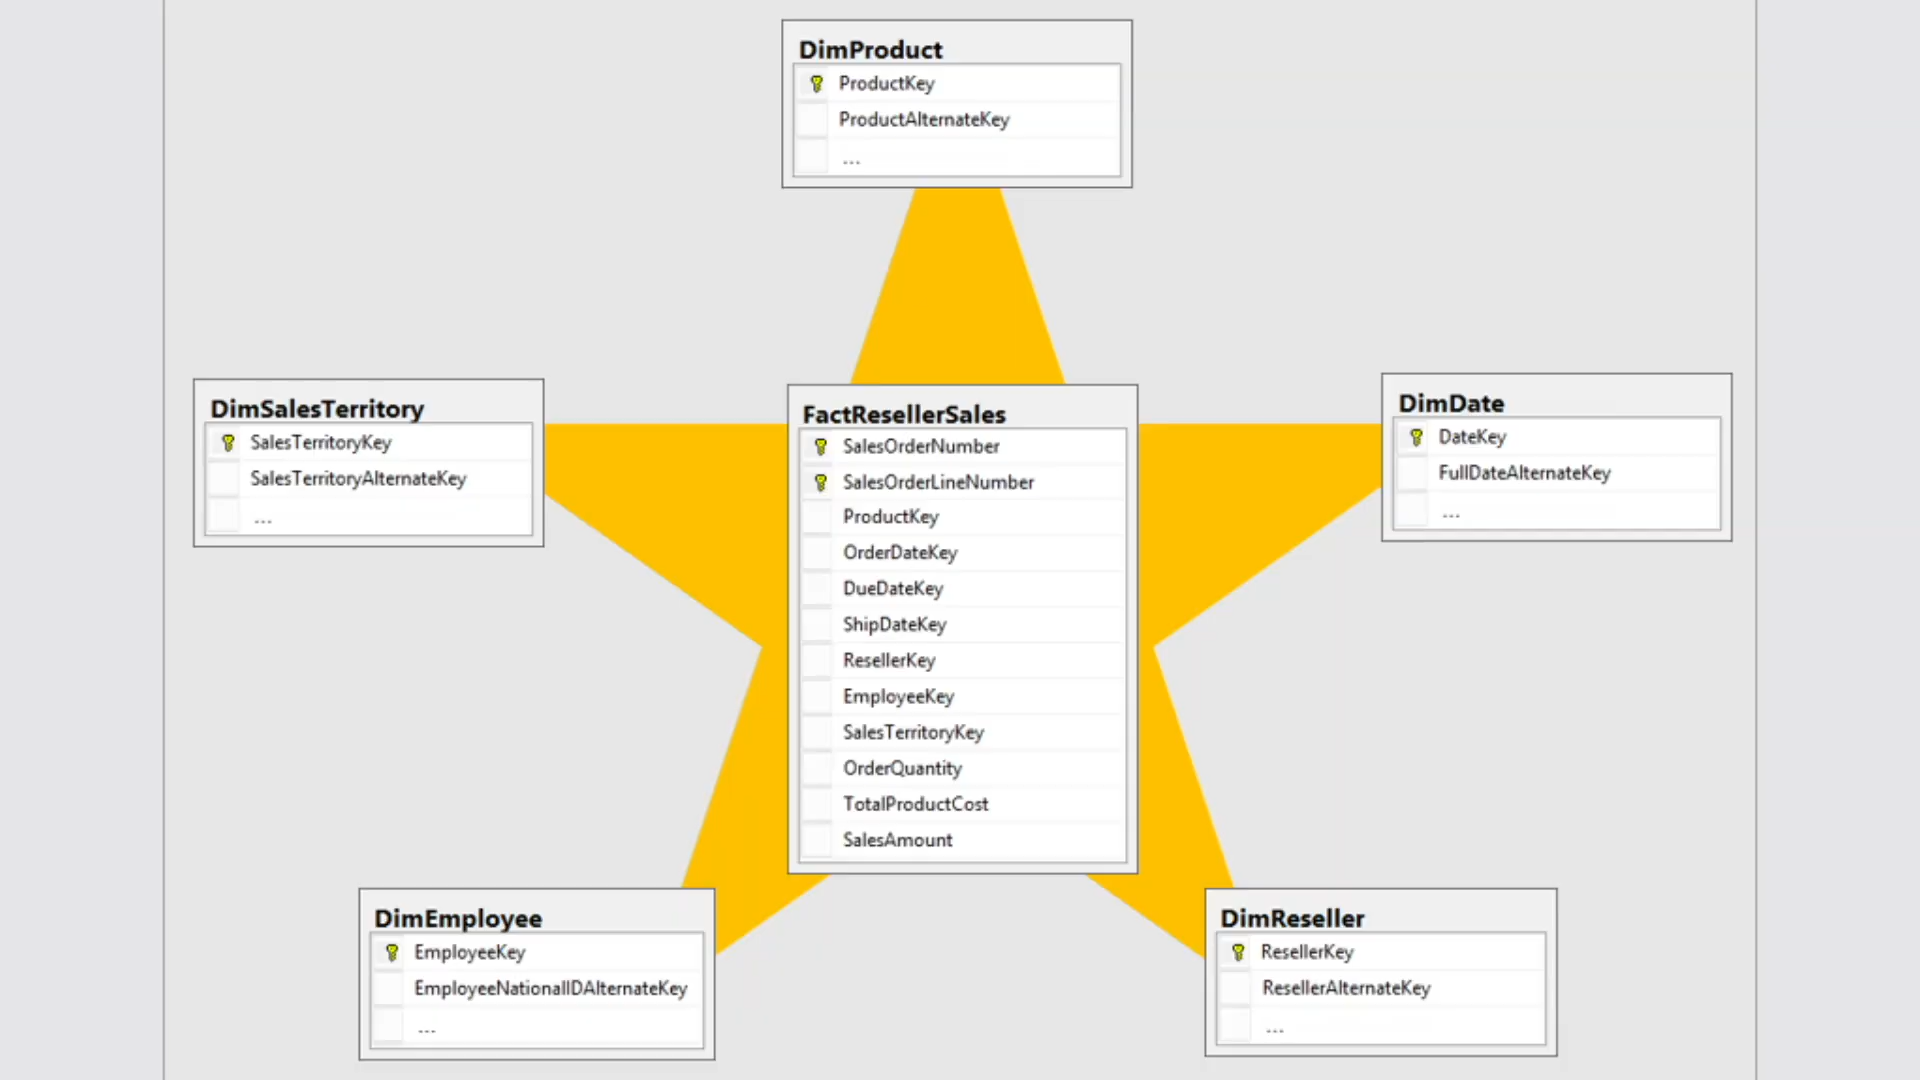 DimProduct
ProductKey
ProductAlternateKey
...
DimSalesTerritory
SalesTerritoryKey
SalesTerritoryAlternateKey
...
FactResellerSales
SalesOrderNumber
SalesOrderLineNumber
ProductKey
OrderDateKey
DueDateKey
ShipDateKey
ResellerKey
EmployeeKey
SalesTerritoryKey
OrderQuantity
TotalProductCost
SalesAmount
DimDate
DateKey
FullDateAlternateKey
...
DimEmployee
EmployeeKey
EmployeeNationalIDAlternateKey
...
DimReseller
ResellerKey
ResellerAlternateKey
...